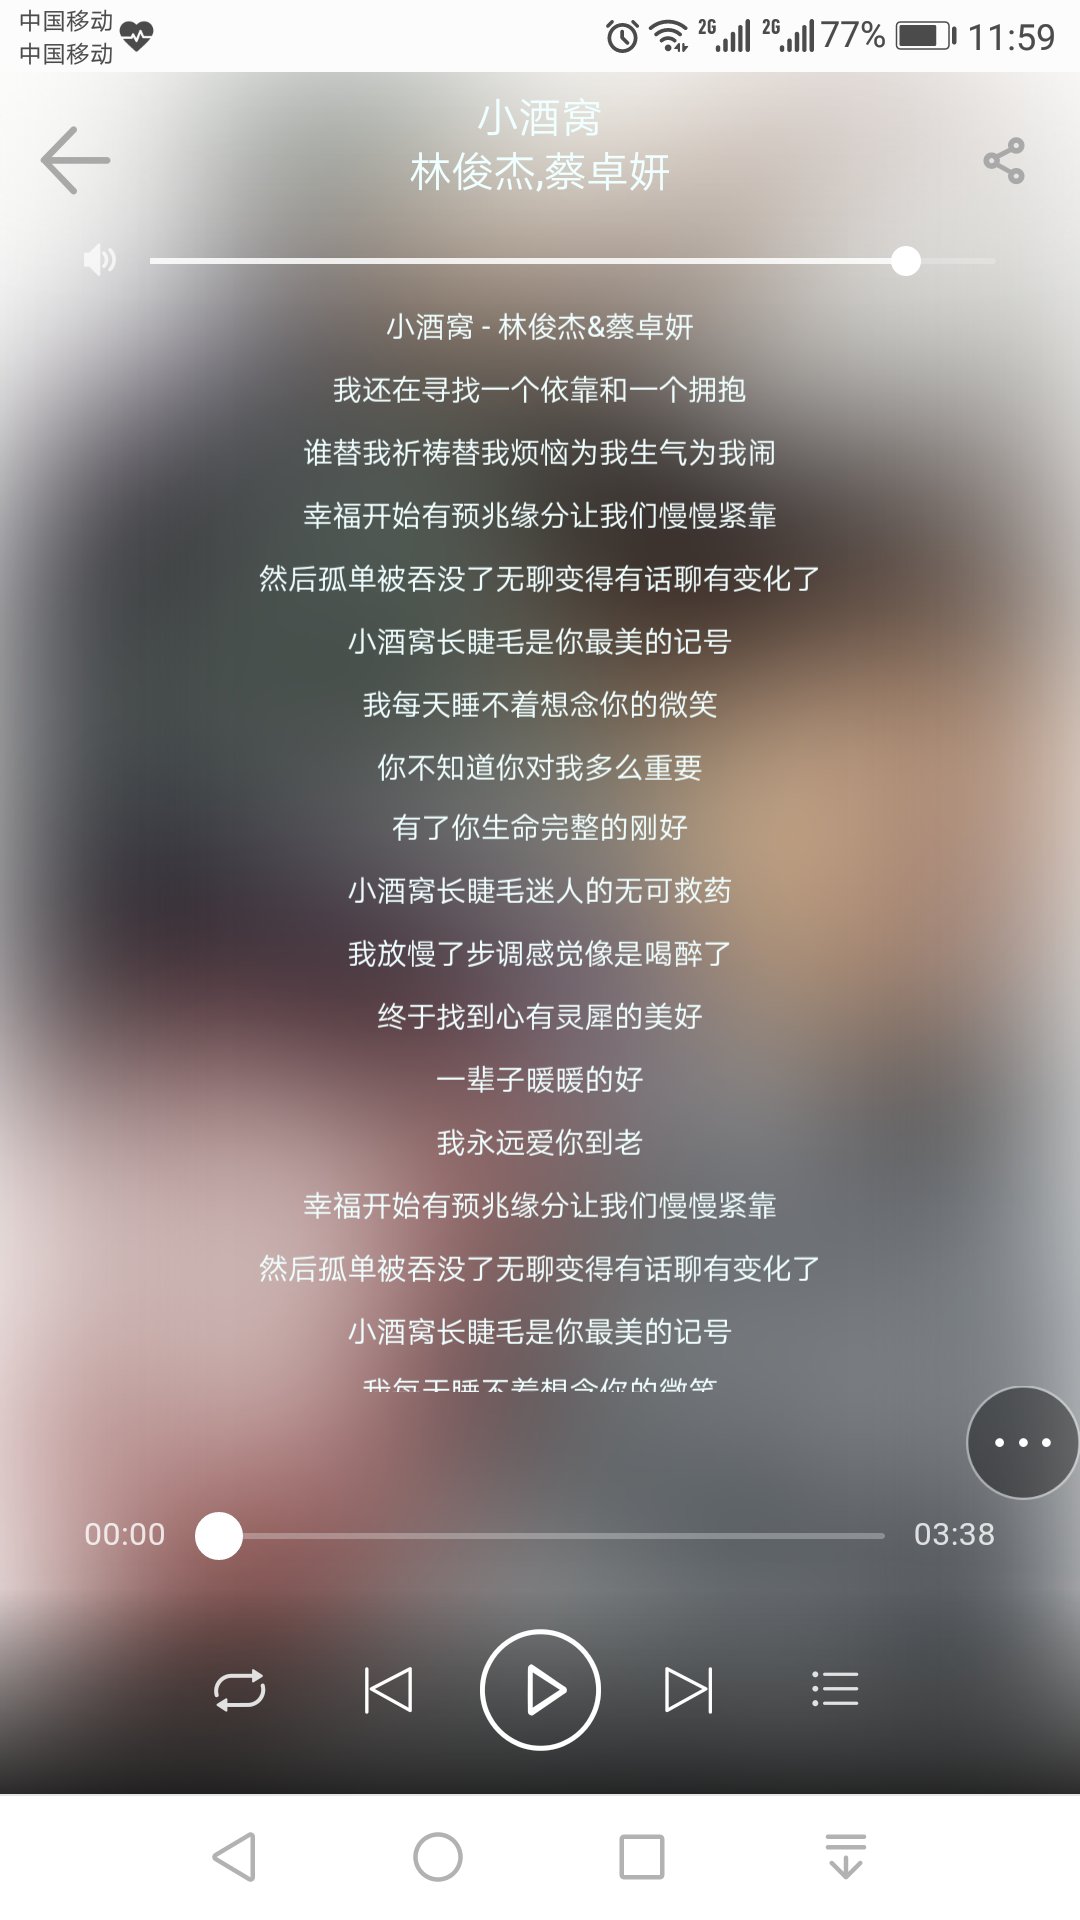 中国移动
中国移动
2G
2G
77%
11:59
小酒窝
林俊杰,蔡卓妍
小酒窝 - 林俊杰&蔡卓妍
我还在寻找一个依靠和一个拥抱
谁替我祈祷替我烦恼为我生气为我闹
幸福开始有预兆缘分让我们慢慢紧靠
然后孤单被吞没了无聊变得有话聊有变化了
小酒窝长睫毛是你最美的记号
我每天睡不着想念你的微笑
你不知道你对我多么重要
有了你生命完整的刚好
小酒窝长睫毛迷人的无可救药
我放慢了步调感觉像是喝醉了
终于找到心有灵犀的美好
一辈子暖暖的好
我永远爱你到老
幸福开始有预兆缘分让我们慢慢紧靠
然后孤单被吞没了无聊变得有话聊有变化了
小酒窝长睫毛是你最美的记号
我每天睡不着想念你的微笑
00:00
03:38